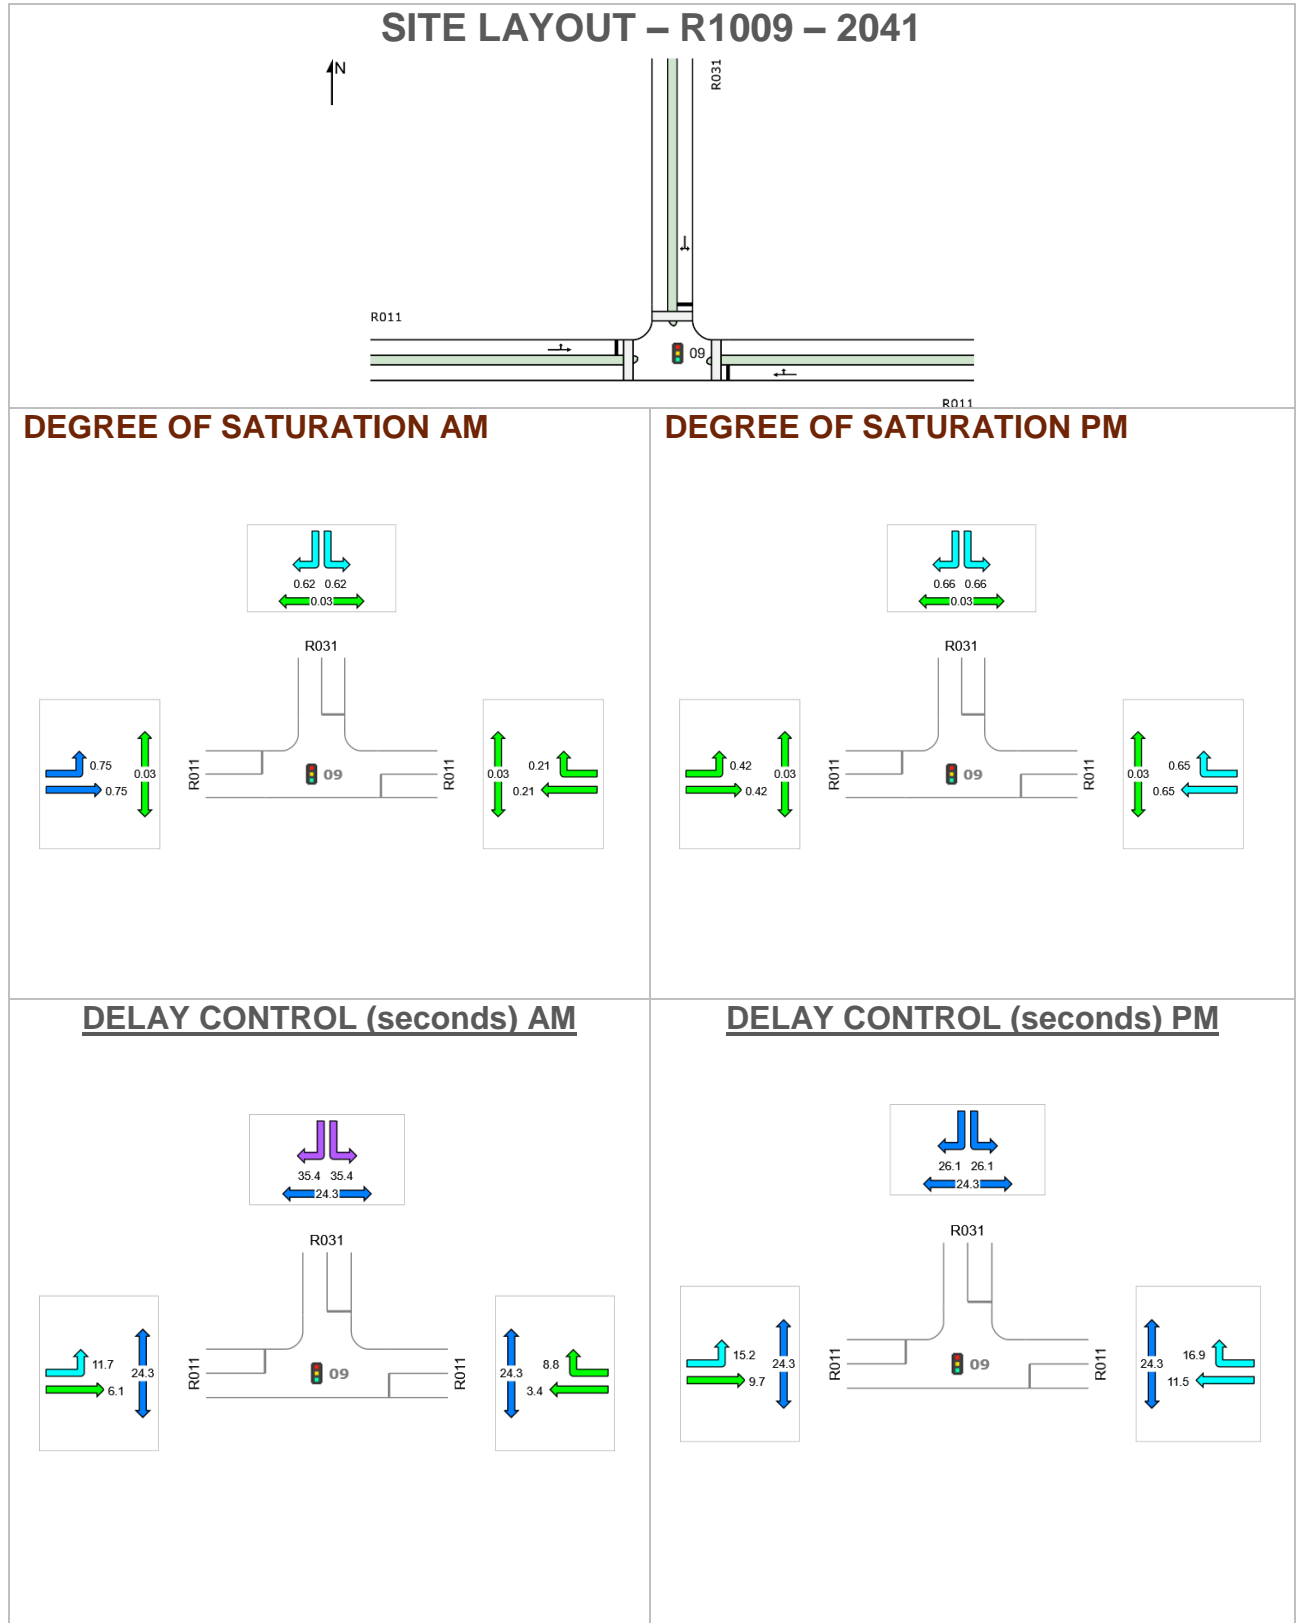 SITE LAYOUT – R1009 – 2041
N
R031
R011
09
R011
DEGREE OF SATURATION AM
0.62 0.62
0.03
R031
0.75
0.03
0.75
R011
09
R011
0.03
0.21
0.21
DEGREE OF SATURATION PM
0.66 0.66
0.03
R031
0.42
0.03
0.42
R011
09
R011
0.03
0.65
0.65
DELAY CONTROL (seconds) AM
35.4 35.4
24.3
R031
11.7
24.3
6.1
R011
09
R011
24.3
8.8
3.4
DELAY CONTROL (seconds) PM
26.1 26.1
24.3
R031
15.2
24.3
9.7
R011
09
R011
24.3
16.9
11.5